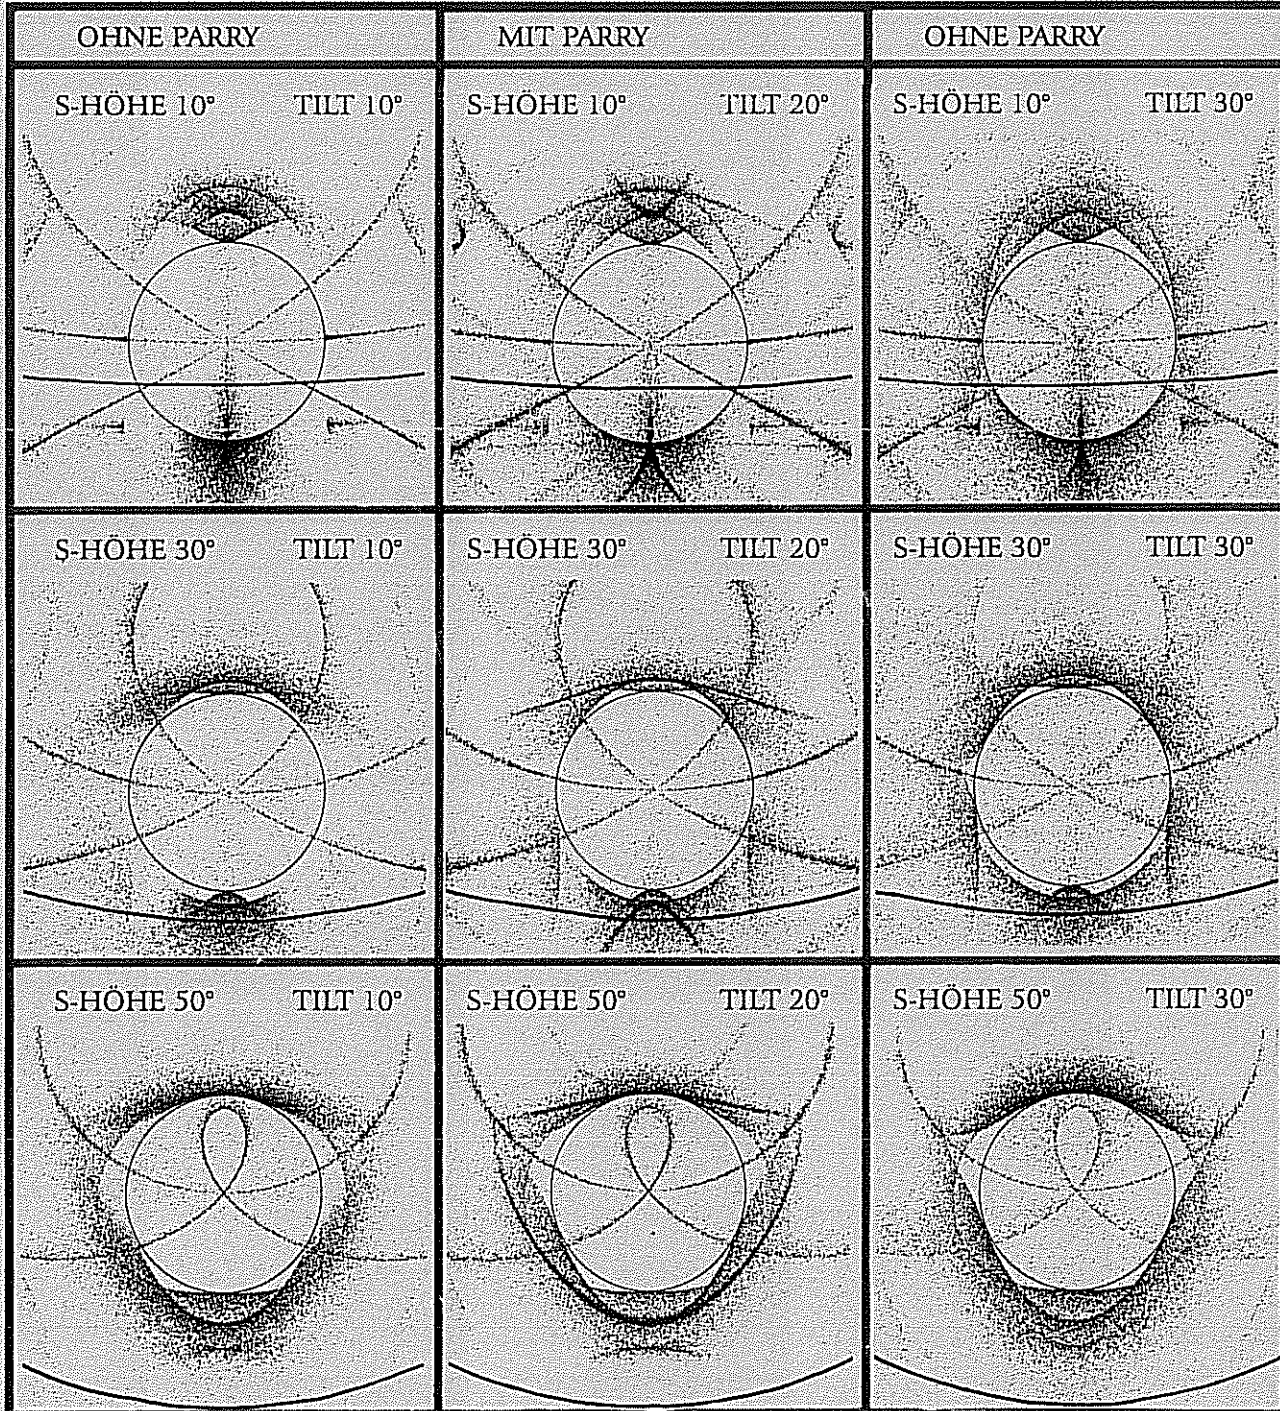 OHNE PARRY MIT PARRY OHNE PARRY
S-HÖHE 10° TILT 10° S-HÖHE 10° TILT 20° S-HÖHE 10° TILT 30°
S-HÖHE 30° TILT 10° S-HÖHE 30° TILT 20° S-HÖHE 30° TILT 30°
S-HÖHE 50° TILT 10° S-HÖHE 50° TILT 20° S-HÖHE 50° TILT 30°